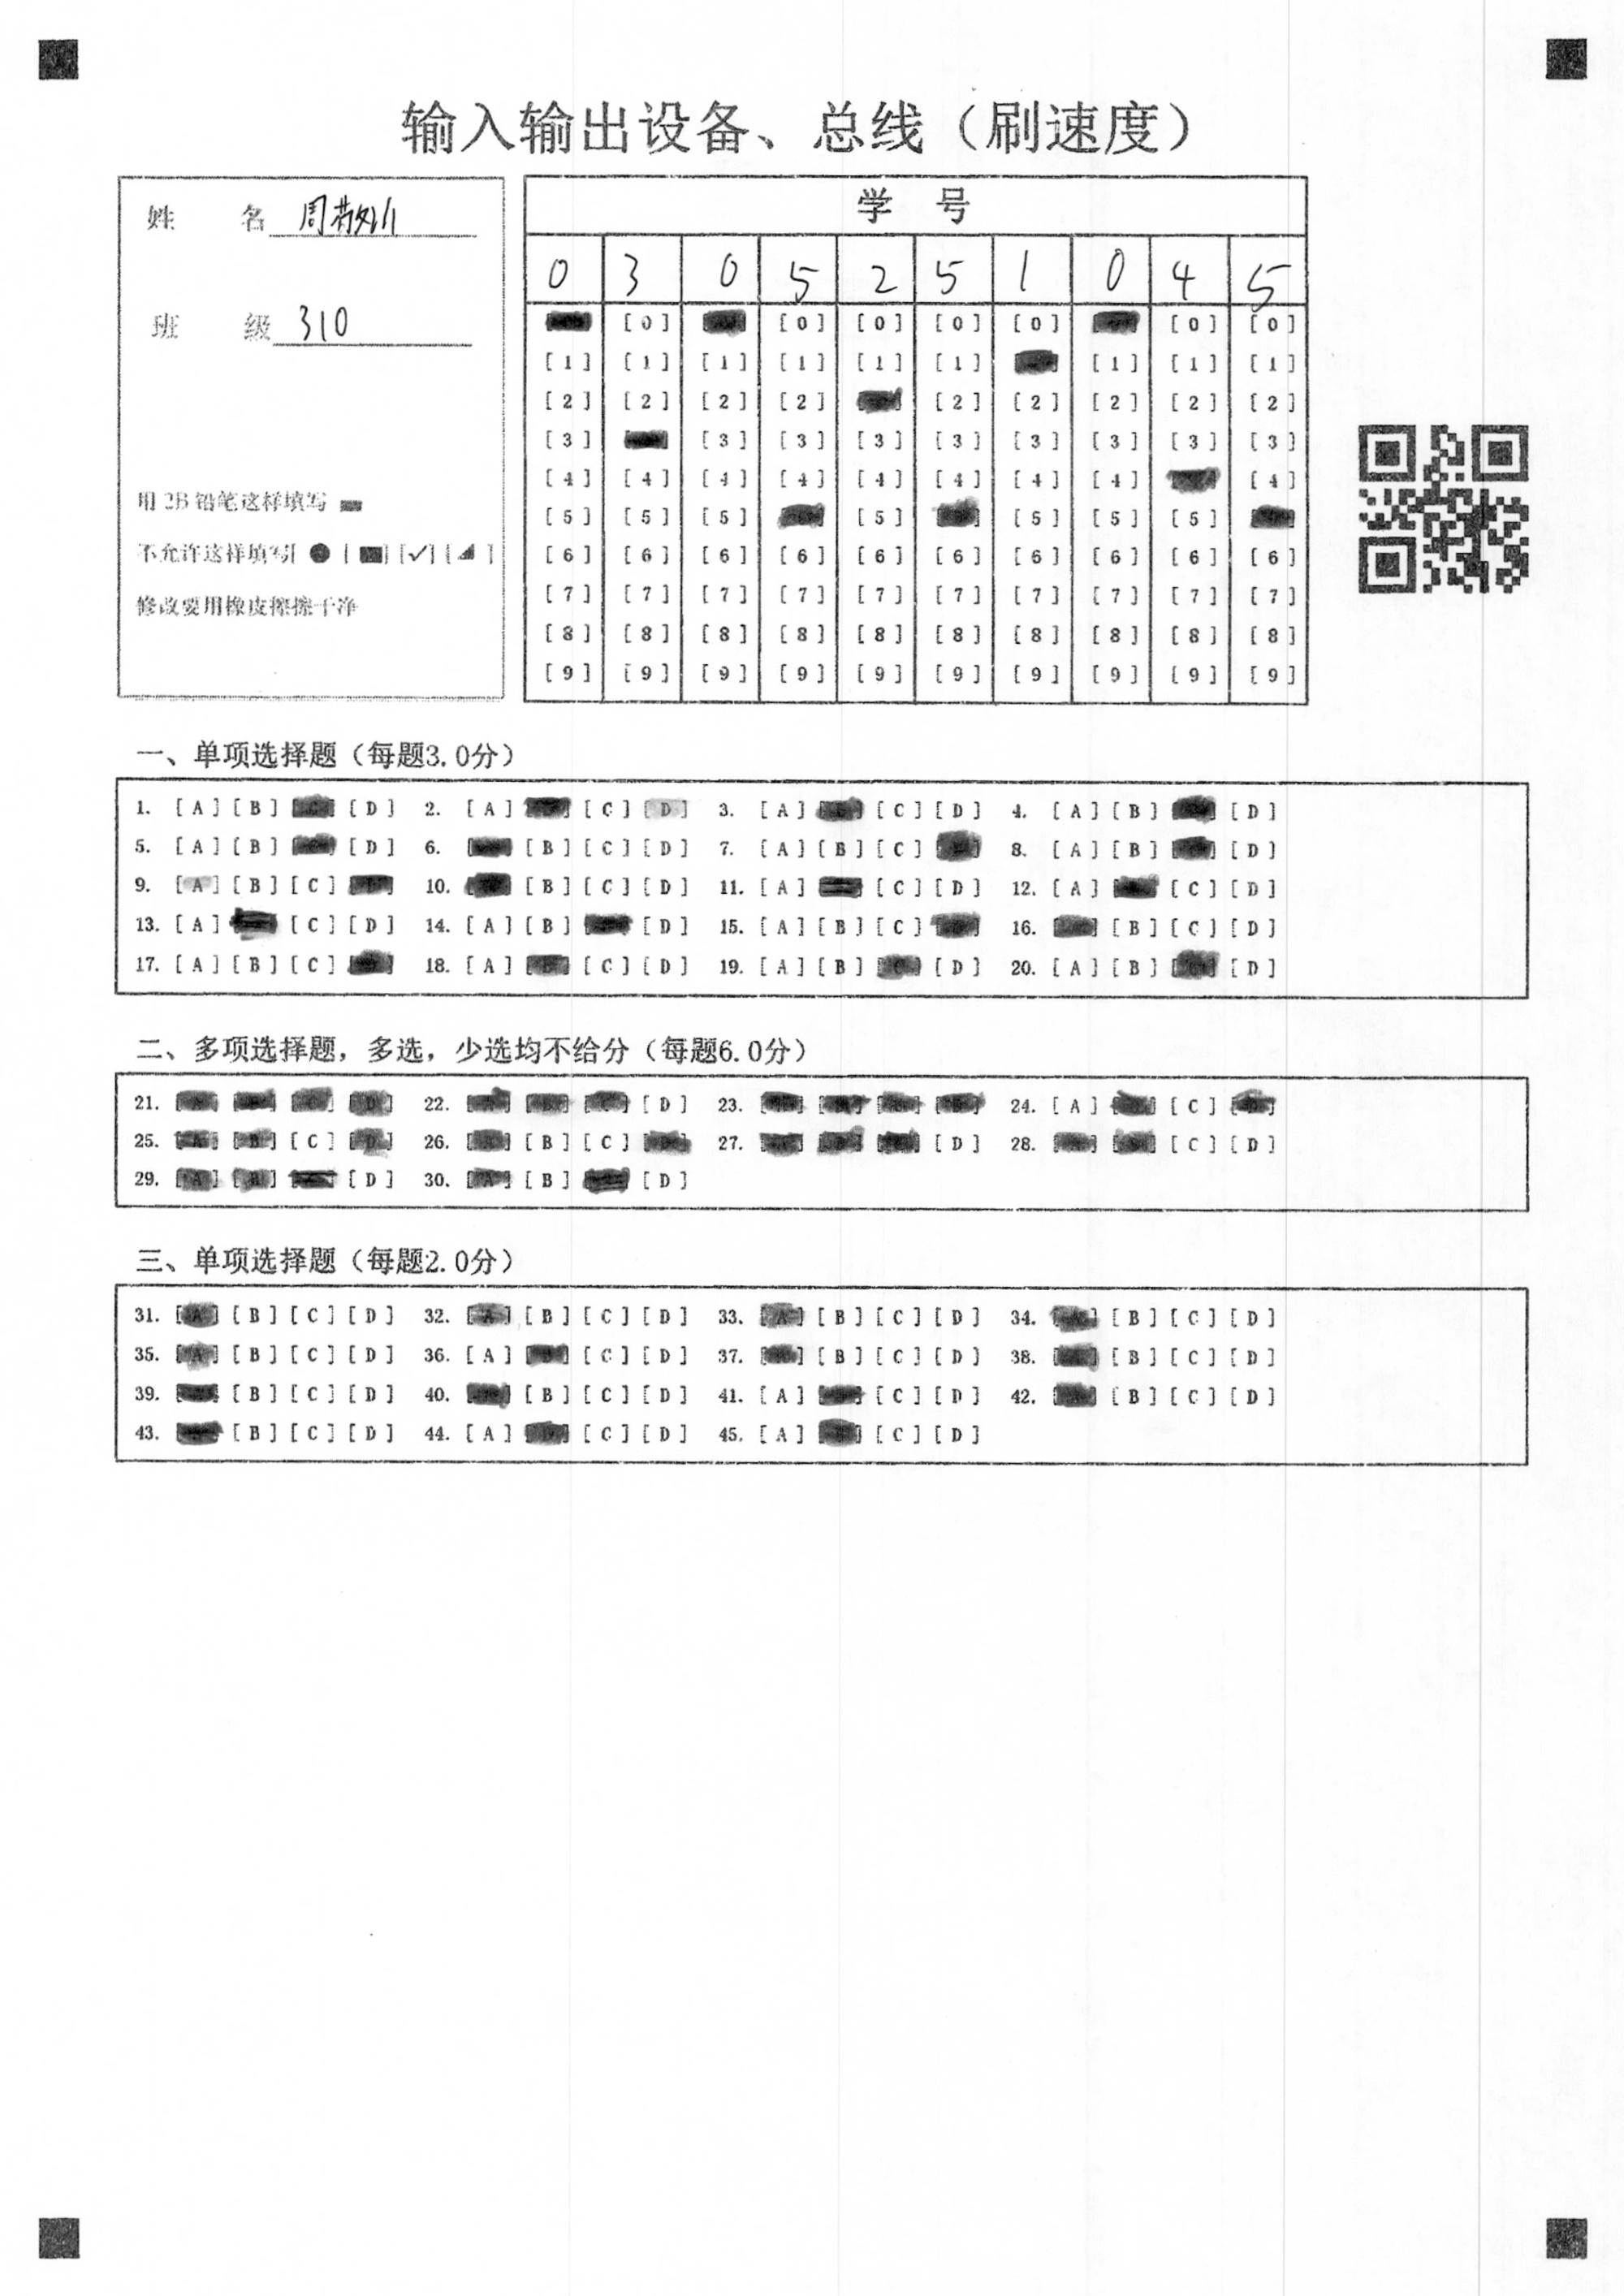 输入输出设备、总线（刷速度）
姓 名 周
班 级 310
用2B铅笔这样填写
不允许这样填写[ ● [ ■] [✓] [◢ ]
修改要用橡皮擦擦干净
学 号
0 3 0 5 2 5 1 0 4 5
[0] [0] [0] [0] [0] [0] [0]
[1] [1] [1] [1] [1] [1] [1] [1] [1]
[2] [2] [2] [2] [2] [2] [2] [2] [2]
[3] [3] [3] [3] [3] [3] [3] [3] [3]
[4] [4] [4] [4] [4] [4] [4] [4] [4]
[5] [5] [5] [5] [5] [5] [5]
[6] [6] [6] [6] [6] [6] [6] [6] [6] [6]
[7] [7] [7] [7] [7] [7] [7] [7] [7] [7]
[8] [8] [8] [8] [8] [8] [8] [8] [8] [8]
[9] [9] [9] [9] [9] [9] [9] [9] [9] [9]
一、单项选择题（每题3.0分）
1. [A] [B] [D] 2. [A] [C] [D] 3. [A] [C] [D] 4. [A] [B] [D]
5. [A] [B] [D] 6. [B] [C] [D] 7. [A] [B] [C] 8. [A] [B] [D]
9. [A] [B] [C] 10. [B] [C] [D] 11. [A] [C] [D] 12. [A] [C] [D]
13. [A] [C] [D] 14. [A] [B] [D] 15. [A] [B] [C] 16. [B] [C] [D]
17. [A] [B] [C] 18. [A] [C] [D] 19. [A] [B] [D] 20. [A] [B] [D]
二、多项选择题，多选，少选均不给分（每题6.0分）
21. 22. [D] 23. 24. [A] [C]
25. [C] 26. [B] [C] 27. [D] 28. [C] [D]
29. [D] 30. [B] [D]
三、单项选择题（每题2.0分）
31. [A] [B] [C] [D] 32. [A] [B] [C] [D] 33. [A] [B] [C] [D] 34. [B] [C] [D]
35. [A] [B] [C] [D] 36. [A] [C] [D] 37. [B] [C] [D] 38. [B] [C] [D]
39. [B] [C] [D] 40. [B] [C] [D] 41. [A] [C] [D] 42. [B] [C] [D]
43. [B] [C] [D] 44. [A] [C] [D] 45. [A] [C] [D]